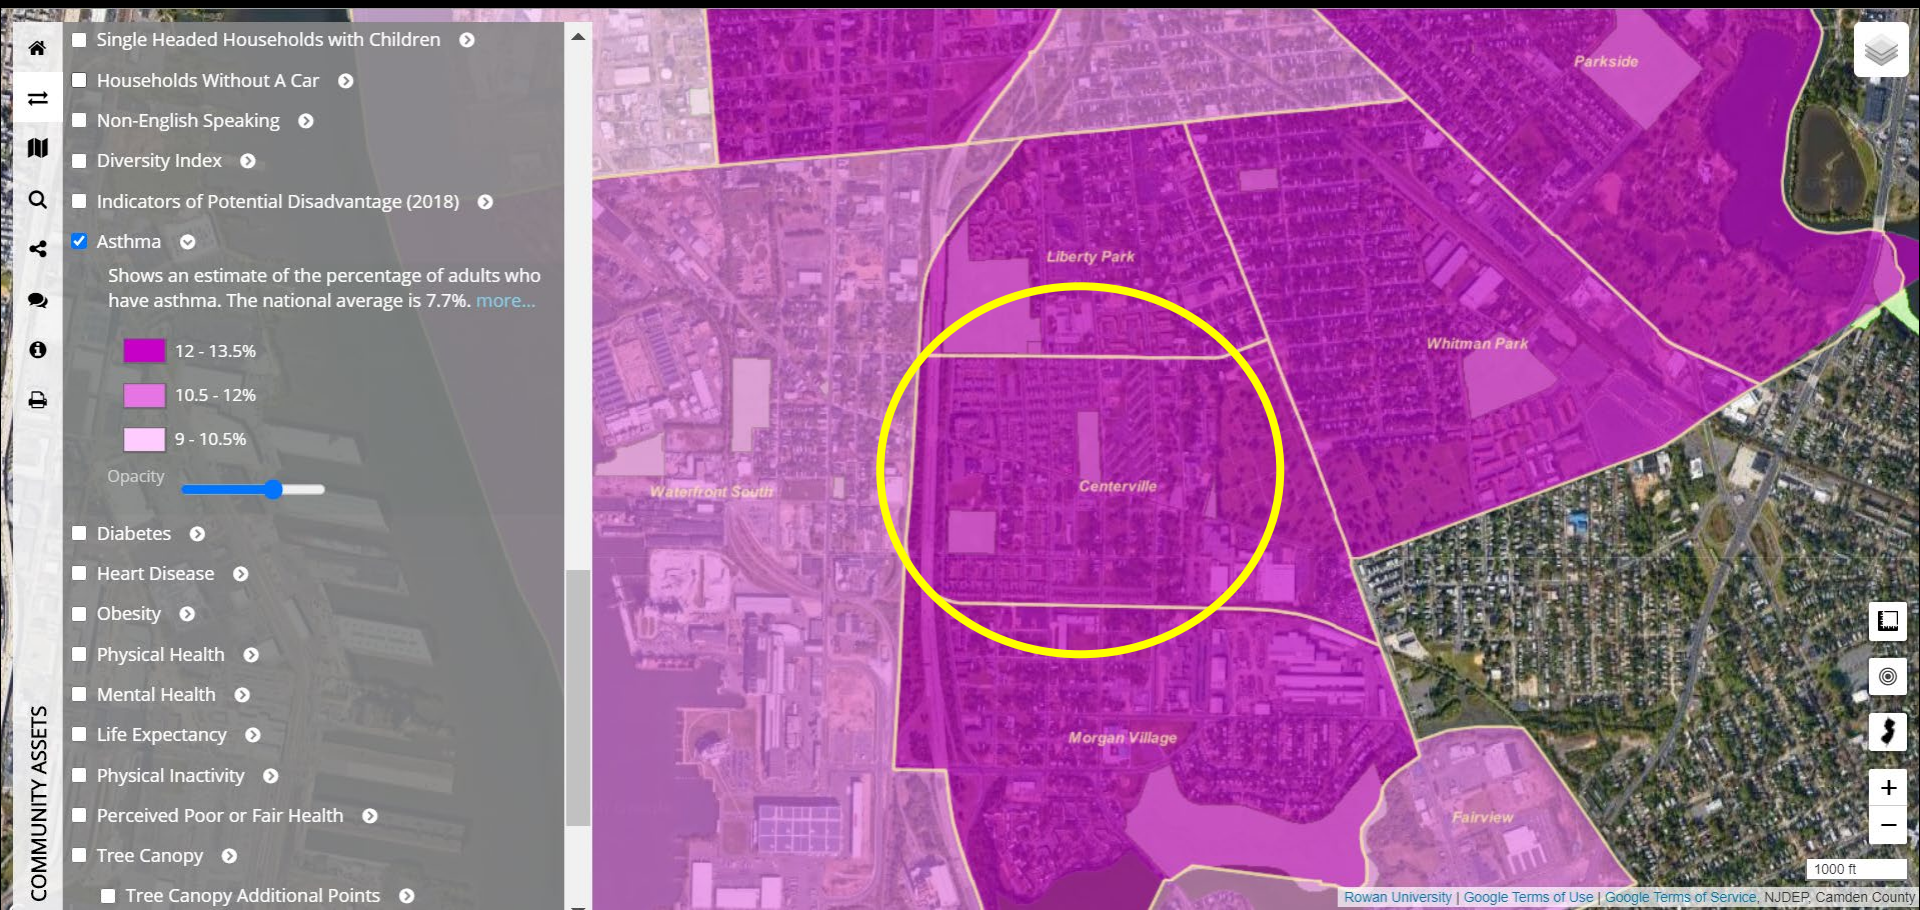 Single Headed Households with Children
Households Without A Car
Non-English Speaking
Diversity Index
Indicators of Potential Disadvantage (2018)
Asthma
Shows an estimate of the percentage of adults who
have asthma. The national average is 7.7%. more...
12 - 13.5%
10.5 - 12%
9 - 10.5%
Opacity
Diabetes
Heart Disease
Obesity
Physical Health
Mental Health
Life Expectancy
Physical Inactivity
Perceived Poor or Fair Health
Tree Canopy
Tree Canopy Additional Points
COMMUNITY ASSETS
Parkside
Liberty Park
Whitman Park
Waterfront South
Centerville
Morgan Village
Fairview
1000 ft
Rowan University | Google Terms of Use | Google Terms of Service, NJDEP, Camden County